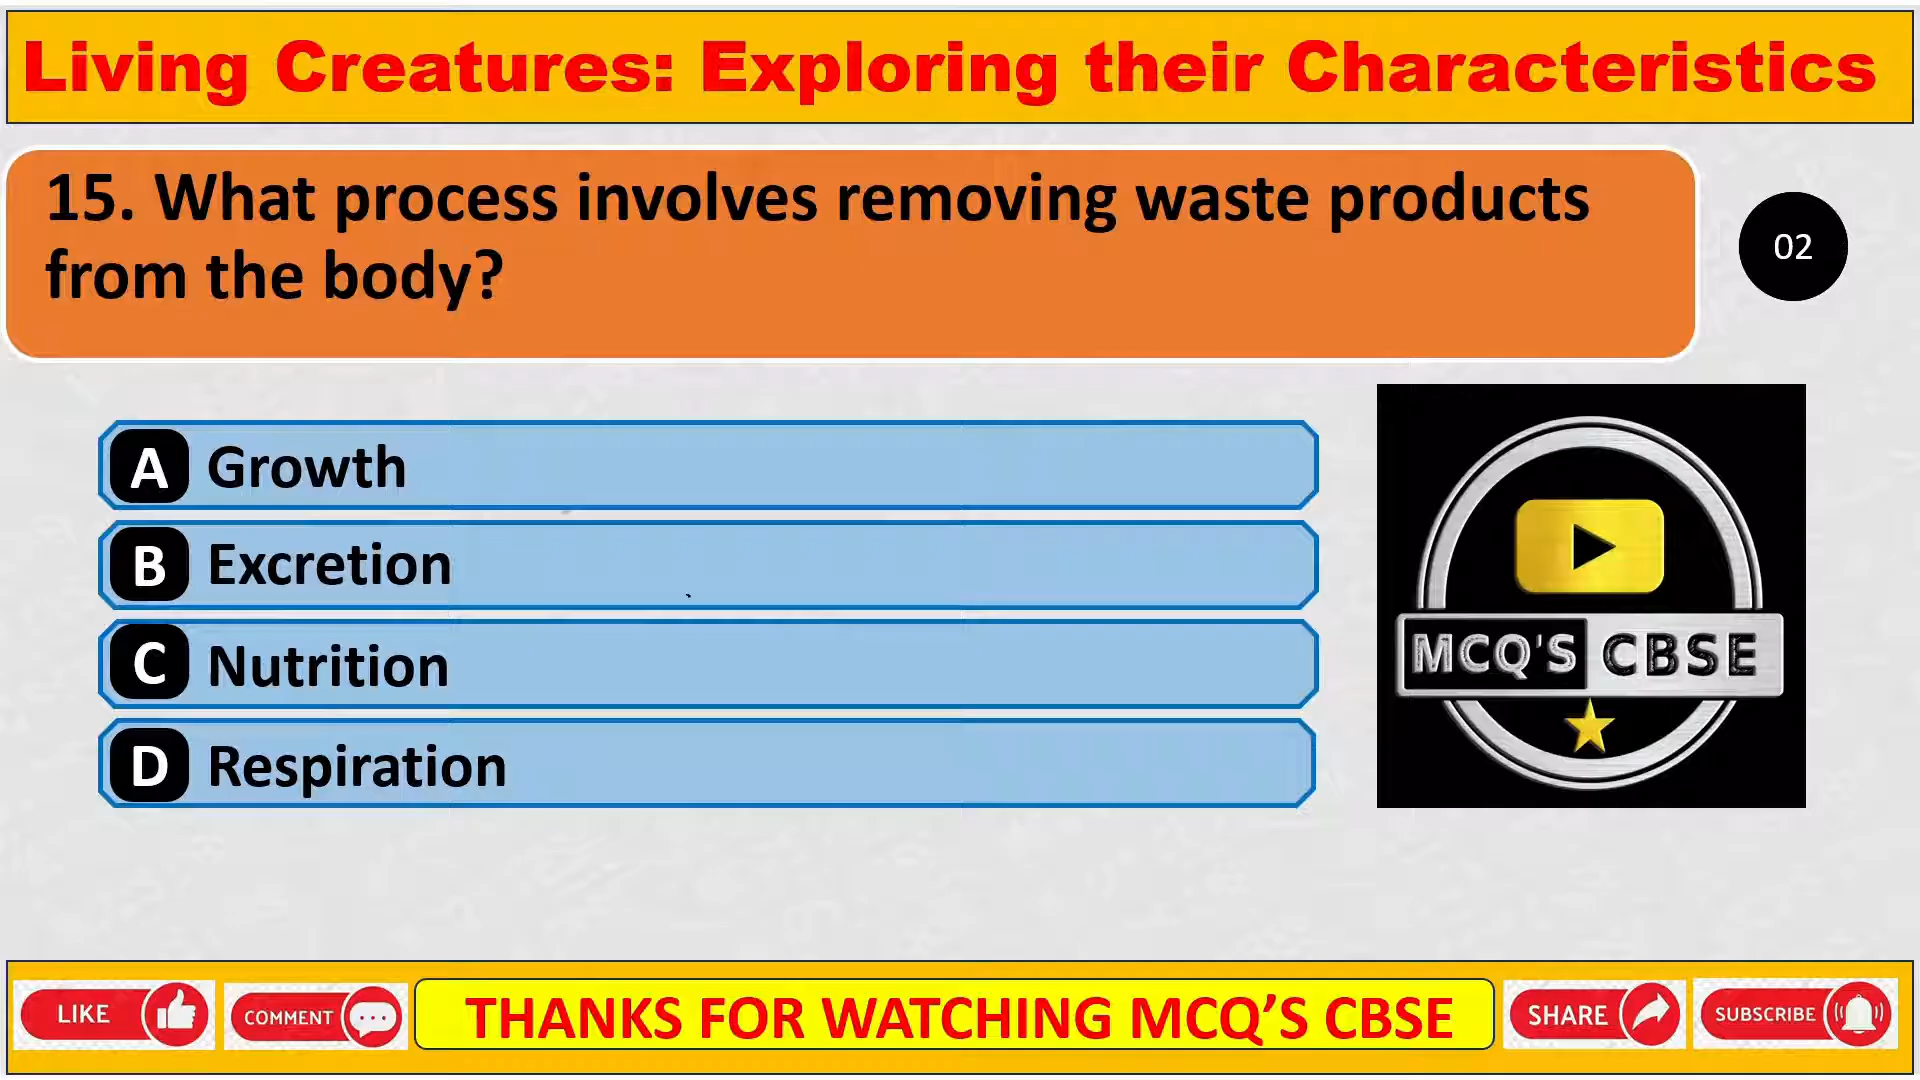 Living Creatures: Exploring their Characteristics
15. What process involves removing waste products
from the body?
02
A Growth
B Excretion
C Nutrition
D Respiration
MCQ'S CBSE
LIKE
COMMENT
THANKS FOR WATCHING MCQ’S CBSE
SHARE
SUBSCRIBE